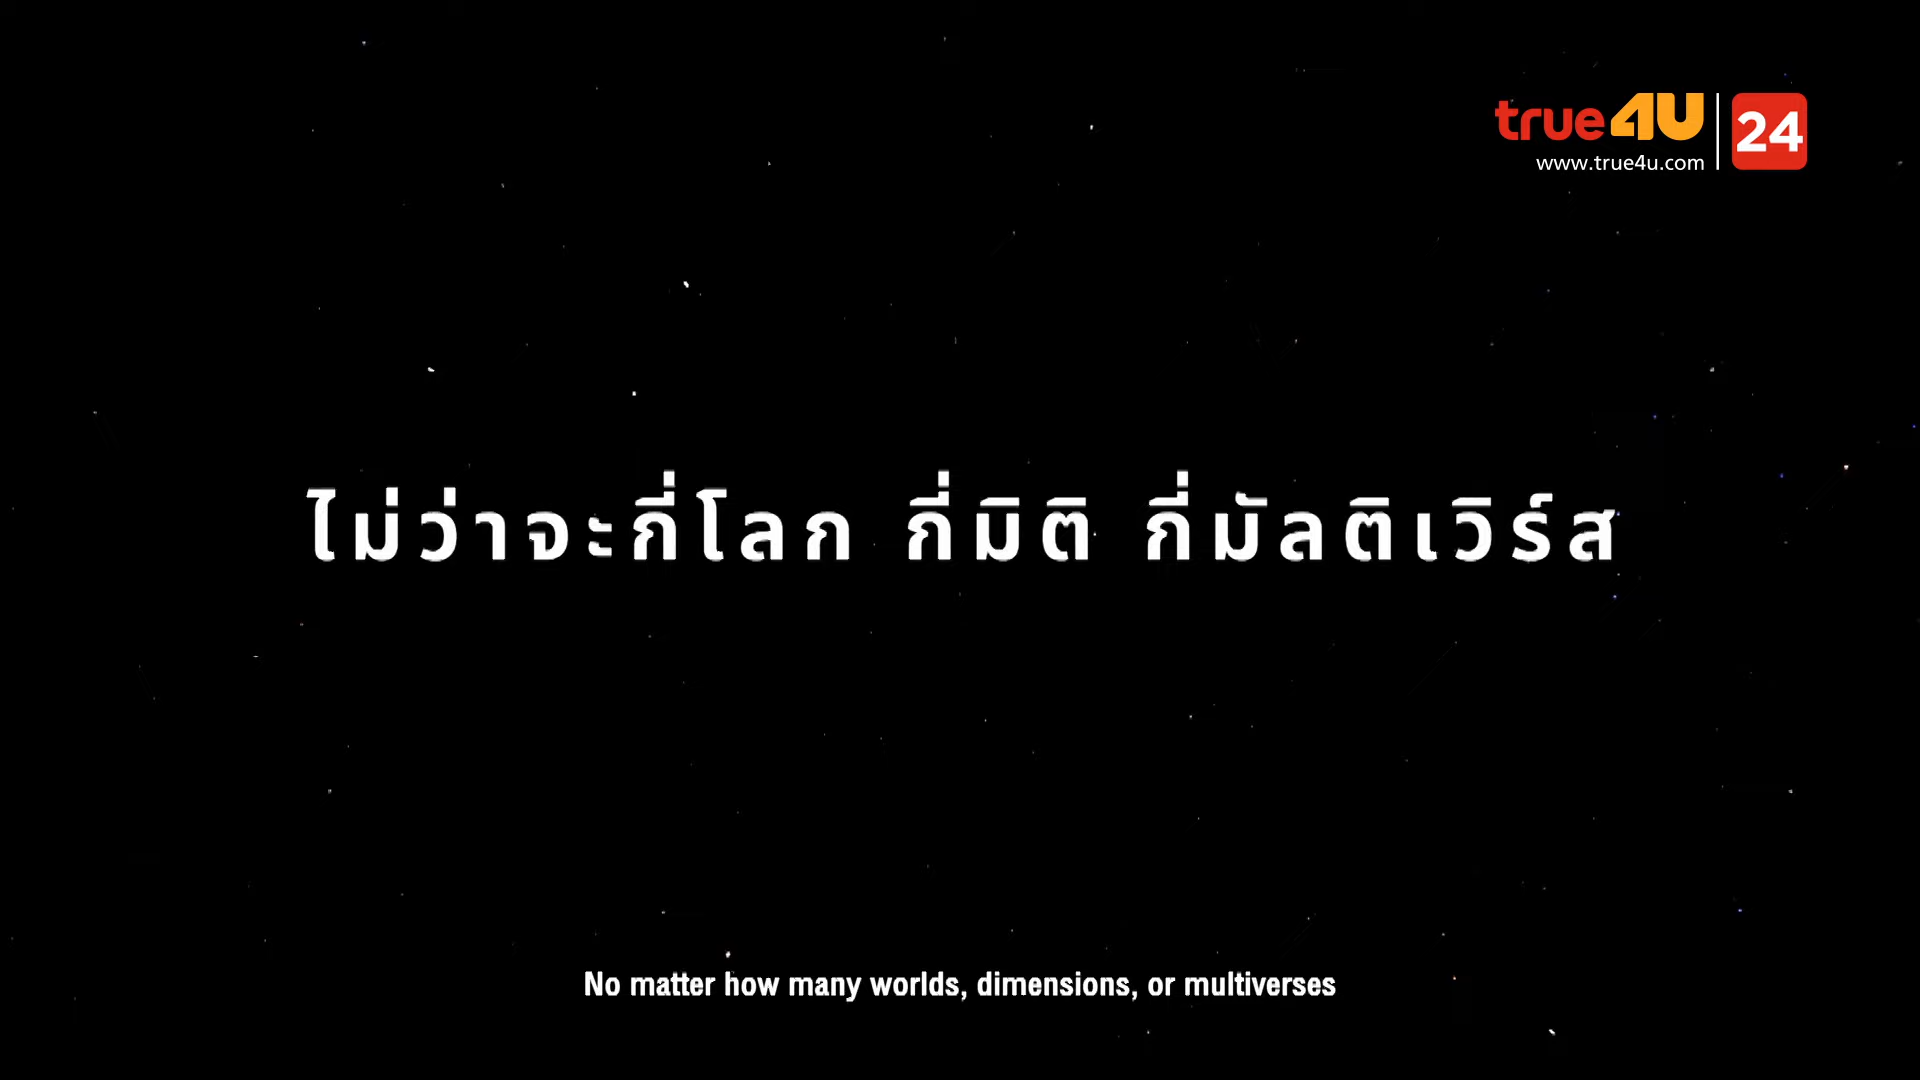 true4U 24
www.true4u.com
ไม่ว่าจะกี่โลก กี่มิติ กี่มัลติเวิร์ส
No matter how many worlds, dimensions, or multiverses